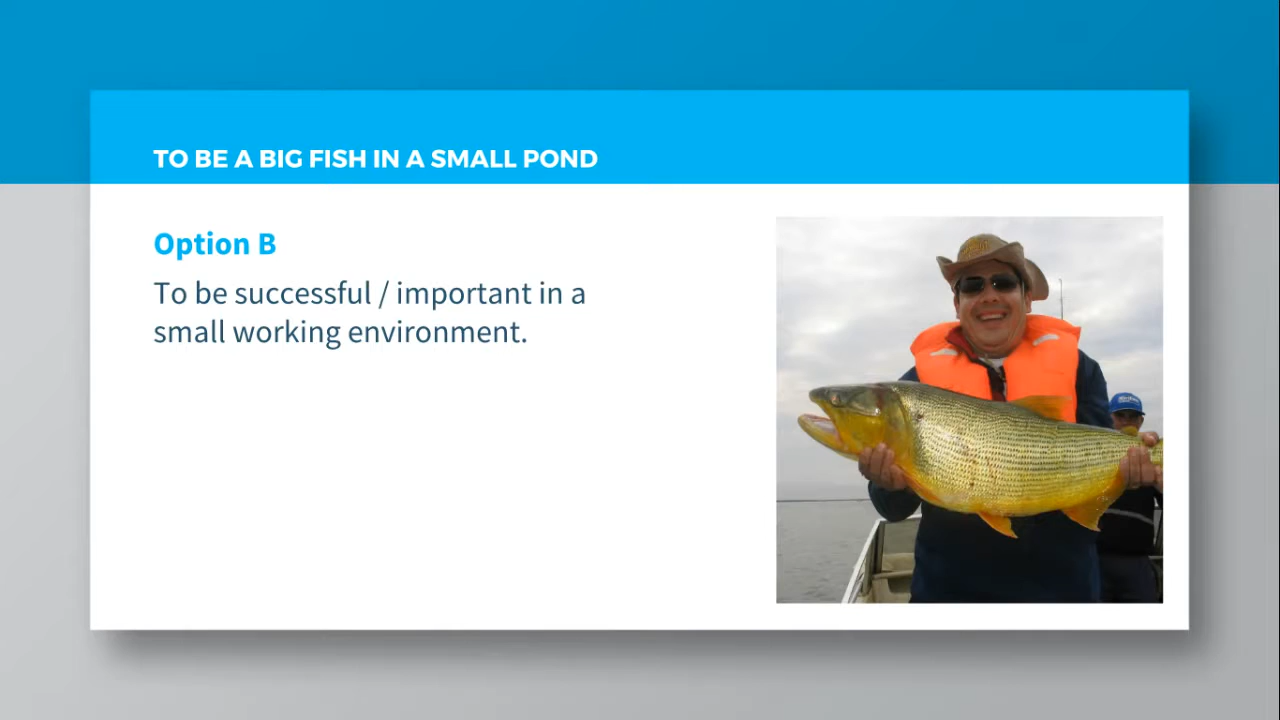 TO BE A BIG FISH IN A SMALL POND
Option B
To be successful / important in a
small working environment.